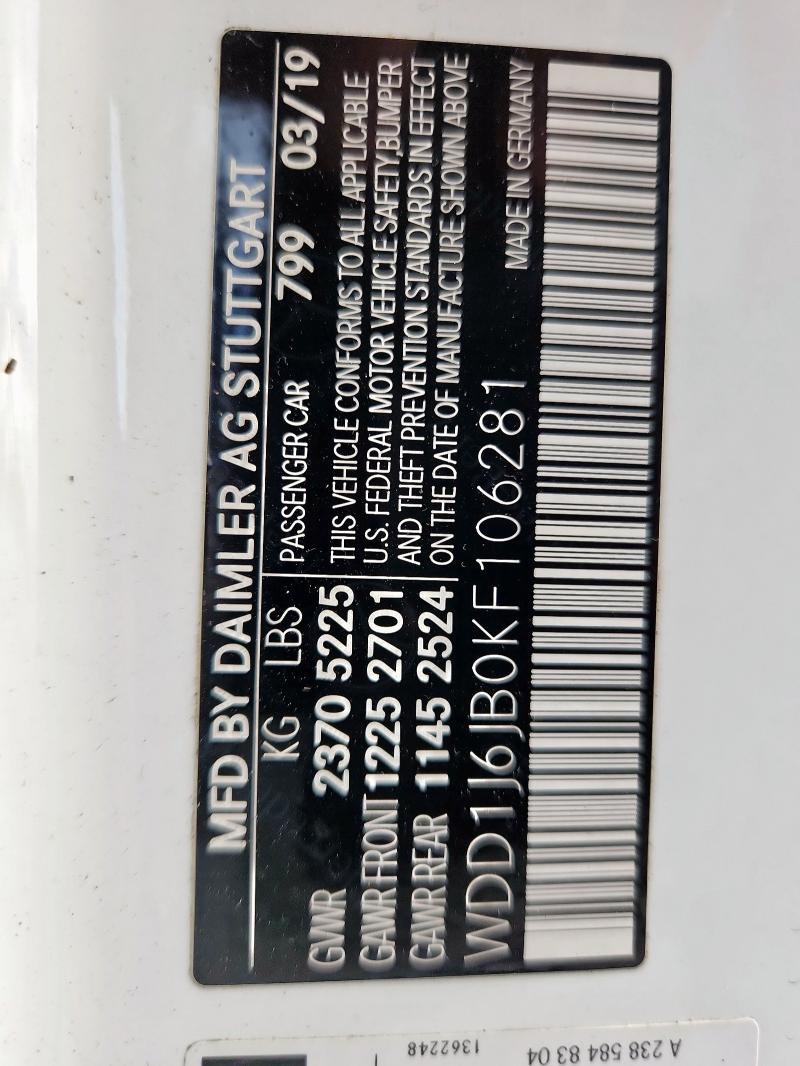 MFD BY DAIMLER AG STUTTGART
KG LBS PASSENGER CAR 799 03/19
GVWR 2370 5225 THIS VEHICLE CONFORMS TO ALL APPLICABLE
GAWR FRONT 1225 2701 U.S. FEDERAL MOTOR VEHICLE SAFETY,BUMPER
GAWR REAR 1145 2524 AND THEFT PREVENTION STANDARDS IN EFFECT
ON THE DATE OF MANUFACTURE SHOWN ABOVE
WDD1J6JB0KF106281 MADE IN GERMANY
A 238 584 83 04
1362248